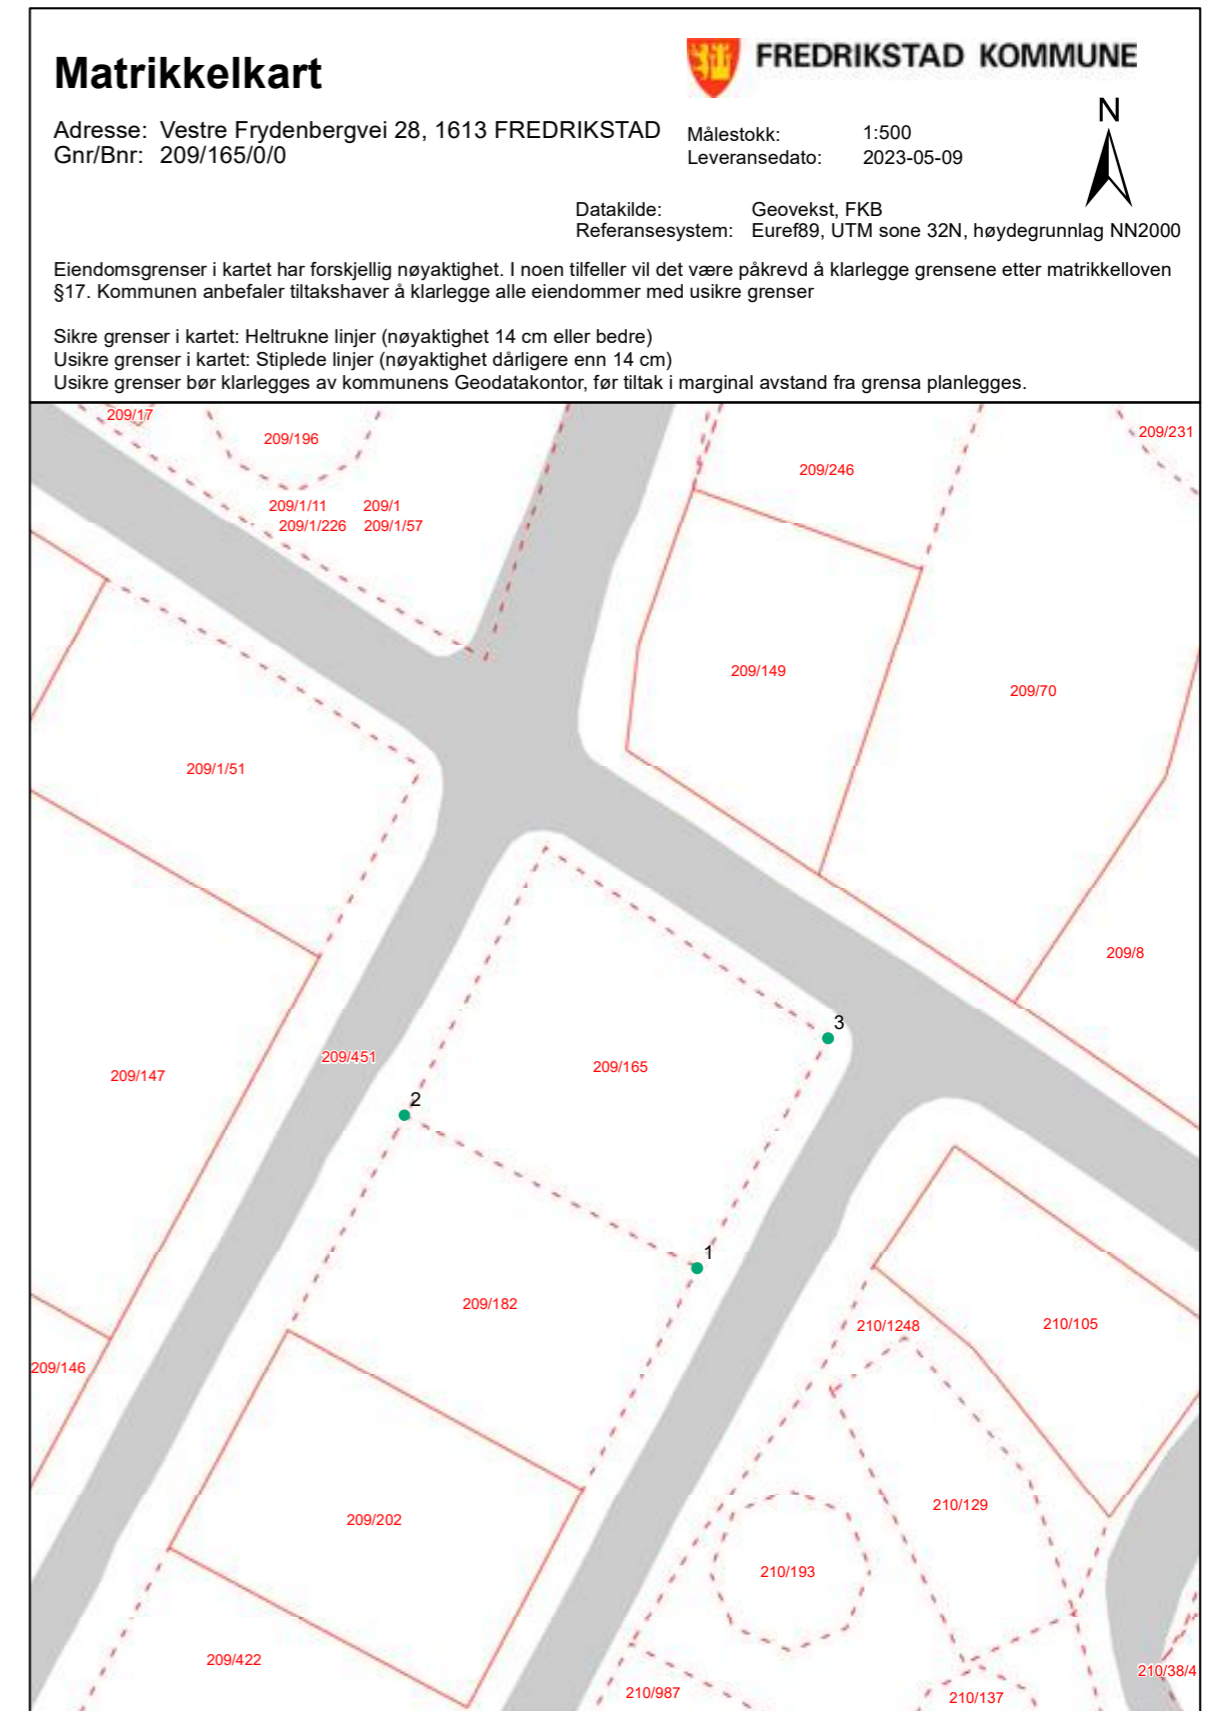 Matrikkelkart
FREDRIKSTAD KOMMUNE
Adresse: Vestre Frydenbergvei 28, 1613 FREDRIKSTAD
Gnr/Bnr: 209/165/0/0
Målestokk: 1:500
Leveransedato: 2023-05-09
N
Datakilde: Geovekst, FKB
Referansesystem: Euref89, UTM sone 32N, høydegrunnlag NN2000
Eiendomsgrenser i kartet har forskjellig nøyaktighet. I noen tilfeller vil det være påkrevd å klarlegge grensene etter matrikkelloven
§17. Kommunen anbefaler tiltakshaver å klarlegge alle eiendommer med usikre grenser
Sikre grenser i kartet: Heltrukne linjer (nøyaktighet 14 cm eller bedre)
Usikre grenser i kartet: Stiplede linjer (nøyaktighet dårligere enn 14 cm)
Usikre grenser bør klarlegges av kommunens Geodatakontor, før tiltak i marginal avstand fra grensa planlegges.
209/17
209/196
209/231
209/246
209/1/11 209/1
209/1/226 209/1/57
209/149
209/70
209/1/51
209/8
3
209/451
209/165
209/147
2
1
209/182
210/1248
210/105
209/146
210/129
209/202
210/193
209/422
210/38/4
210/987
210/137